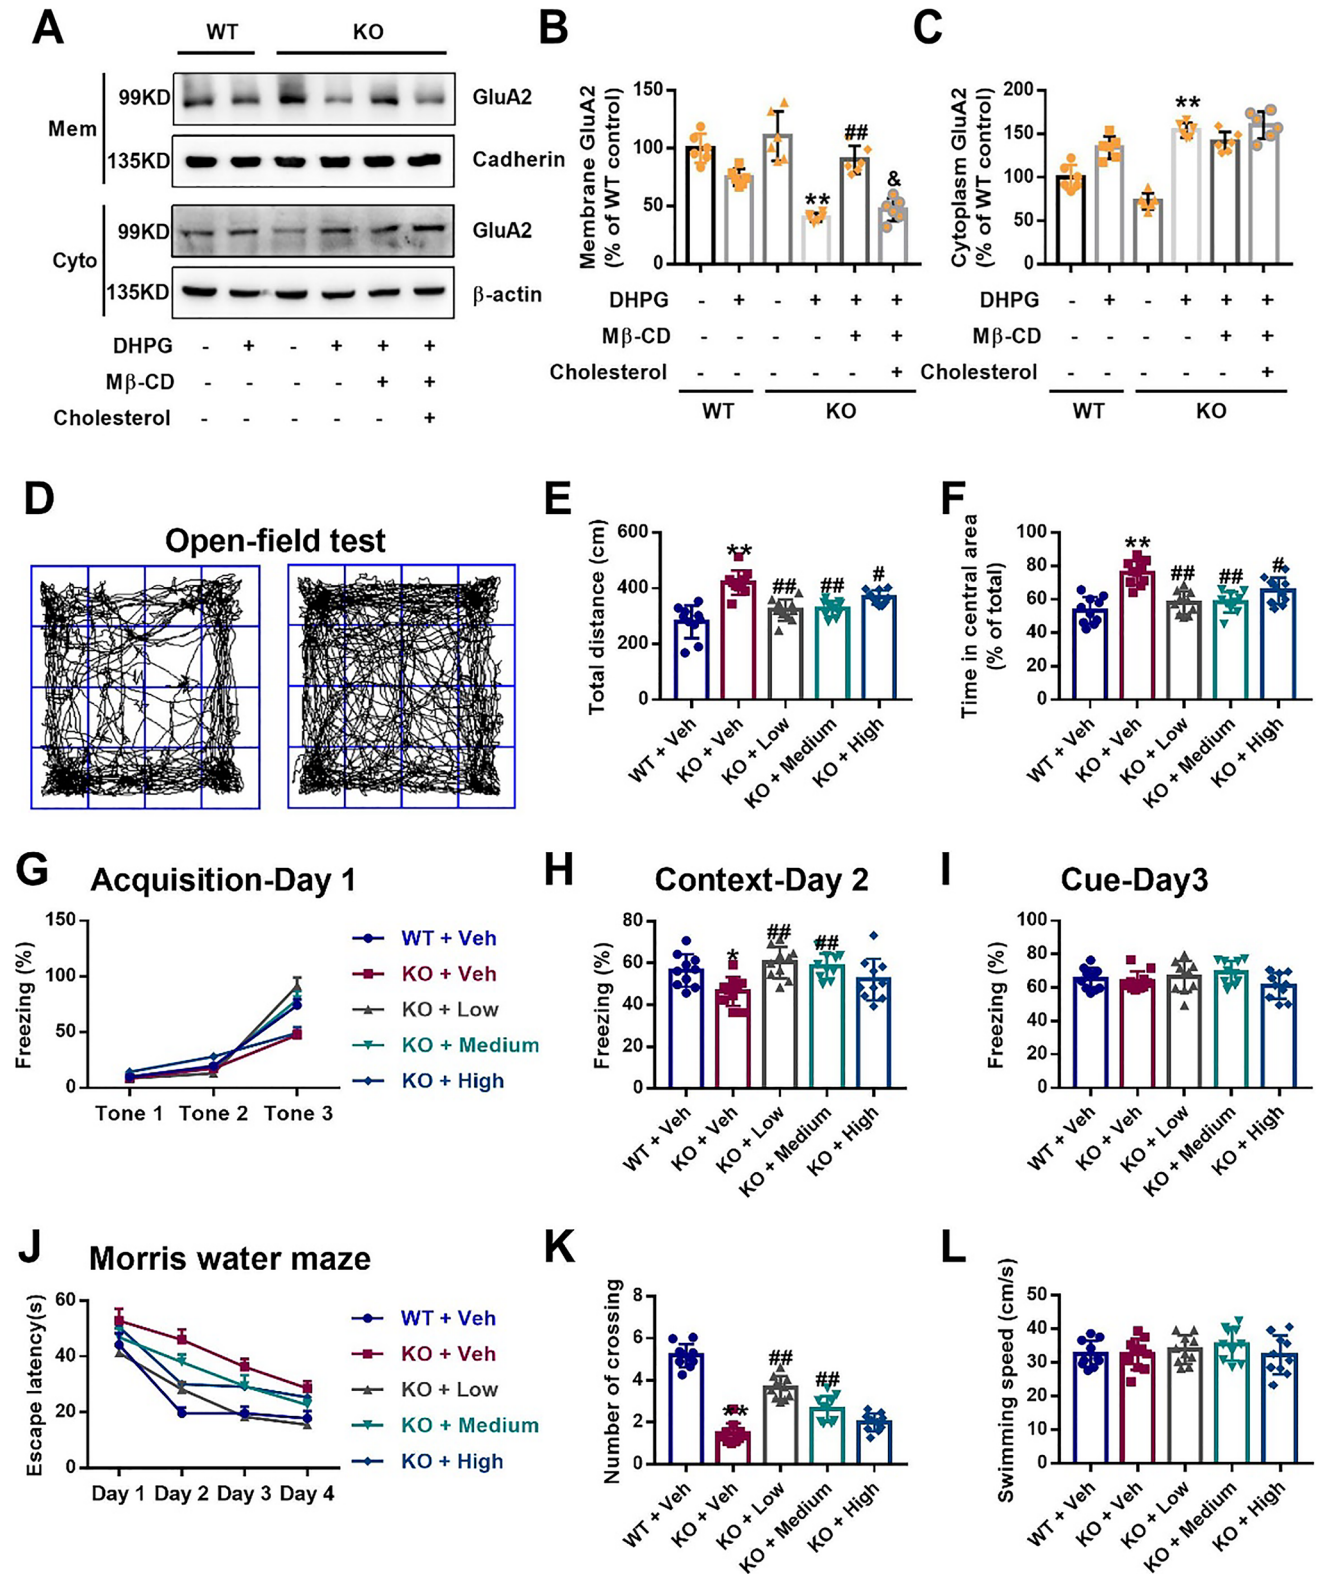 A
WT KO
Mem
99KD GluA2
135KD Cadherin
Cyto
99KD GluA2
135KD β-actin
DHPG - + - + + +
Mβ-CD - - - - + +
Cholesterol - - - - - +
B
Membrane GluA2
(% of WT control)
150
100
50
0
** ## &
DHPG - + - + + +
Mβ-CD - - - - + +
Cholesterol - - - - - +
WT KO
C
Cytoplasm GluA2
(% of WT control)
200
150
100
50
0
**
DHPG - + - + + +
Mβ-CD - - - - + +
Cholesterol - - - - - +
WT KO
D
Open-field test
E
Total distance (cm)
600
400
200
0
** ## ## #
WT + Veh
KO + Veh
KO + Low
KO + Medium
KO + High
F
Time in central area
(% of total)
100
80
60
40
20
0
** ## ## #
WT + Veh
KO + Veh
KO + Low
KO + Medium
KO + High
G
Acquisition-Day 1
Freezing (%)
150
100
50
0
Tone 1 Tone 2 Tone 3
WT + Veh
KO + Veh
KO + Low
KO + Medium
KO + High
H
Context-Day 2
Freezing (%)
80
60
40
20
0
* ## ##
WT + Veh
KO + Veh
KO + Low
KO + Medium
KO + High
I
Cue-Day3
Freezing (%)
100
80
60
40
20
0
WT + Veh
KO + Veh
KO + Low
KO + Medium
KO + High
J
Morris water maze
Escape latency(s)
60
40
20
0
Day 1 Day 2 Day 3 Day 4
WT + Veh
KO + Veh
KO + Low
KO + Medium
KO + High
K
Number of crossing
8
6
4
2
0
** ## ##
WT + Veh
KO + Veh
KO + Low
KO + Medium
KO + High
L
Swimming speed (cm/s)
50
40
30
20
10
0
WT + Veh
KO + Veh
KO + Low
KO + Medium
KO + High